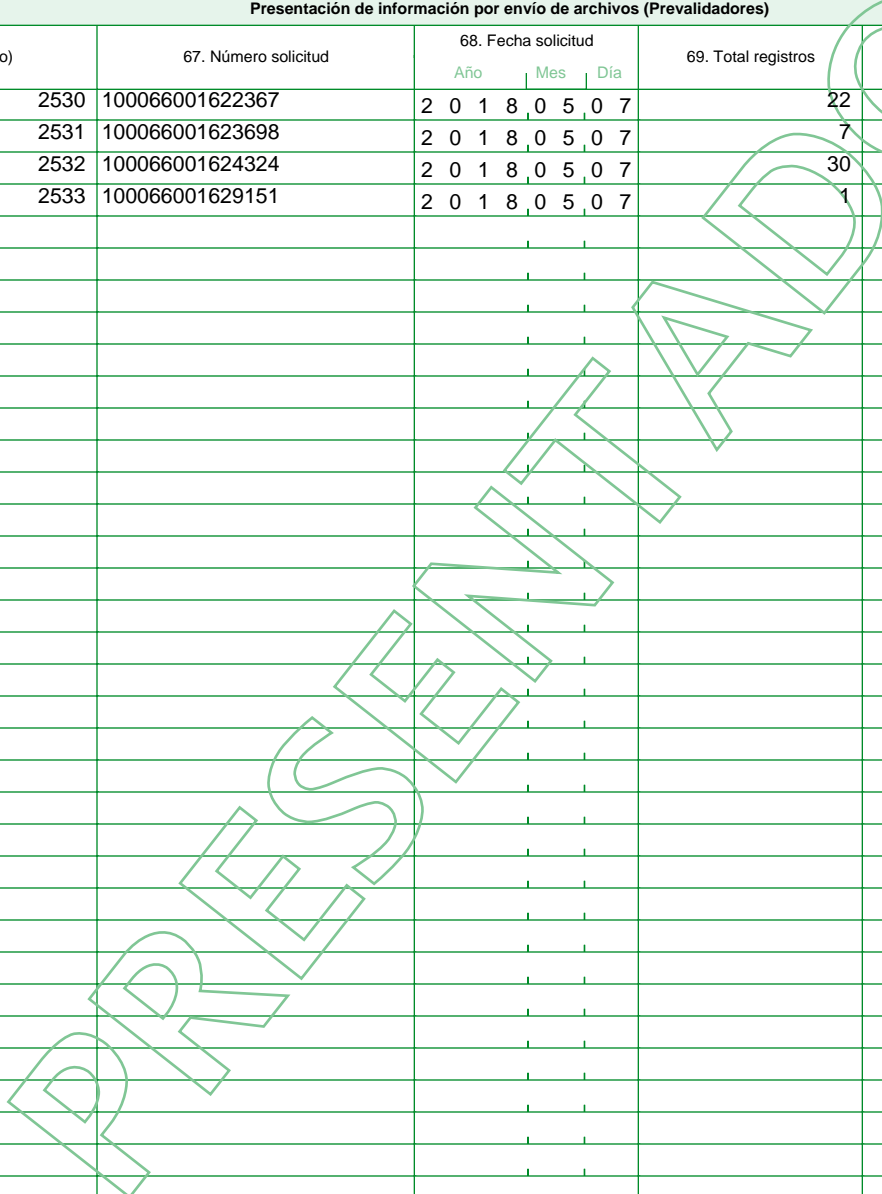 Presentación de información por envío de archivos (Prevalidadores)
o) 67. Número solicitud 68. Fecha solicitud 69. Total registros
Año Mes Día
2530 100066001622367 2 0 1 8 0 5 0 7 22
2531 100066001623698 2 0 1 8 0 5 0 7 7
2532 100066001624324 2 0 1 8 0 5 0 7 30
2533 100066001629151 2 0 1 8 0 5 0 7 1
PRESENTADO